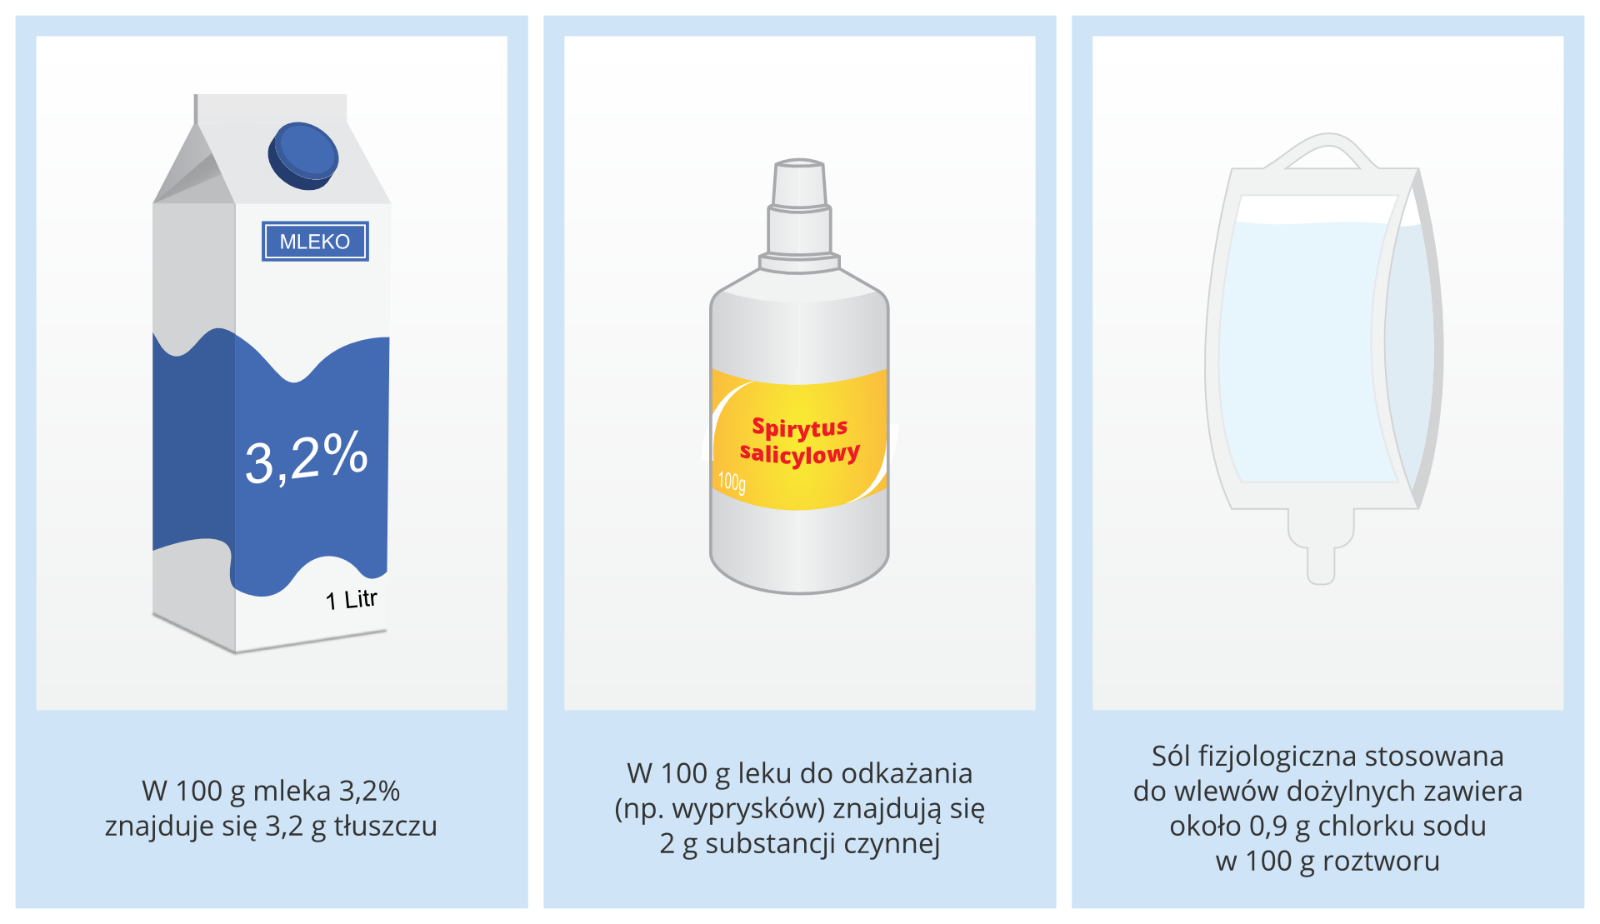 MLEKO
3,2%
1 Litr
W 100 g mleka 3,2%
znajduje się 3,2 g tłuszczu
Spirytus
salicylowy
100g
W 100 g leku do odkażania
(np. wyprysków) znajdują się
2 g substancji czynnej
Sól fizjologiczna stosowana
do wlewów dożylnych zawiera
około 0,9 g chlorku sodu
w 100 g roztworu